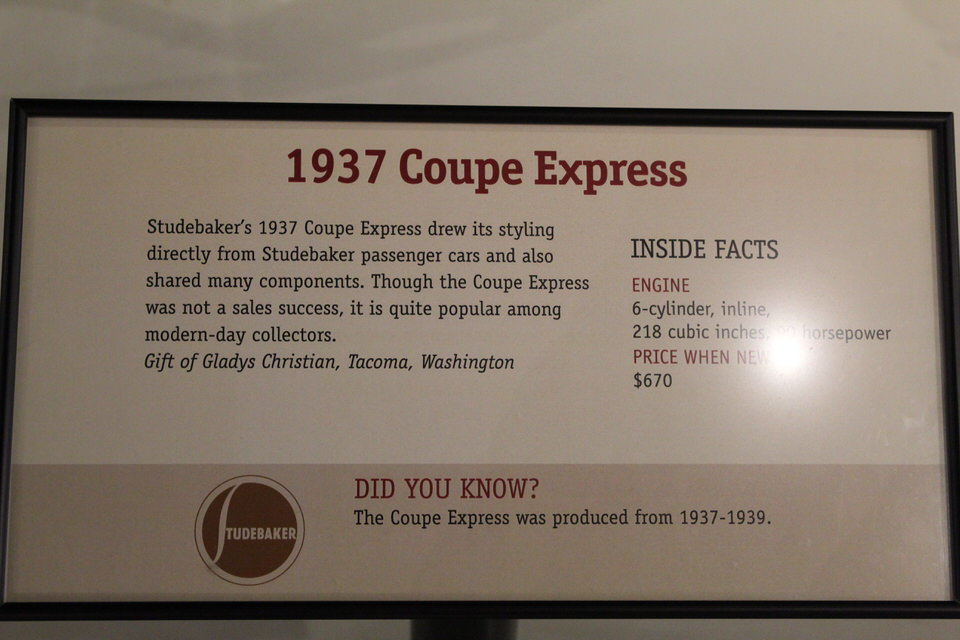 1937 Coupe Express
Studebaker's 1937 Coupe Express drew its styling
directly from Studebaker passenger cars and also
shared many components. Though the Coupe Express
was not a sales success, it is quite popular among
modern-day collectors.
Gift of Gladys Christian, Tacoma, Washington
INSIDE FACTS
ENGINE
6-cylinder, inline,
218 cubic inches, horsepower
PRICE WHEN NEW
$670
STUDEBAKER
DID YOU KNOW?
The Coupe Express was produced from 1937-1939.